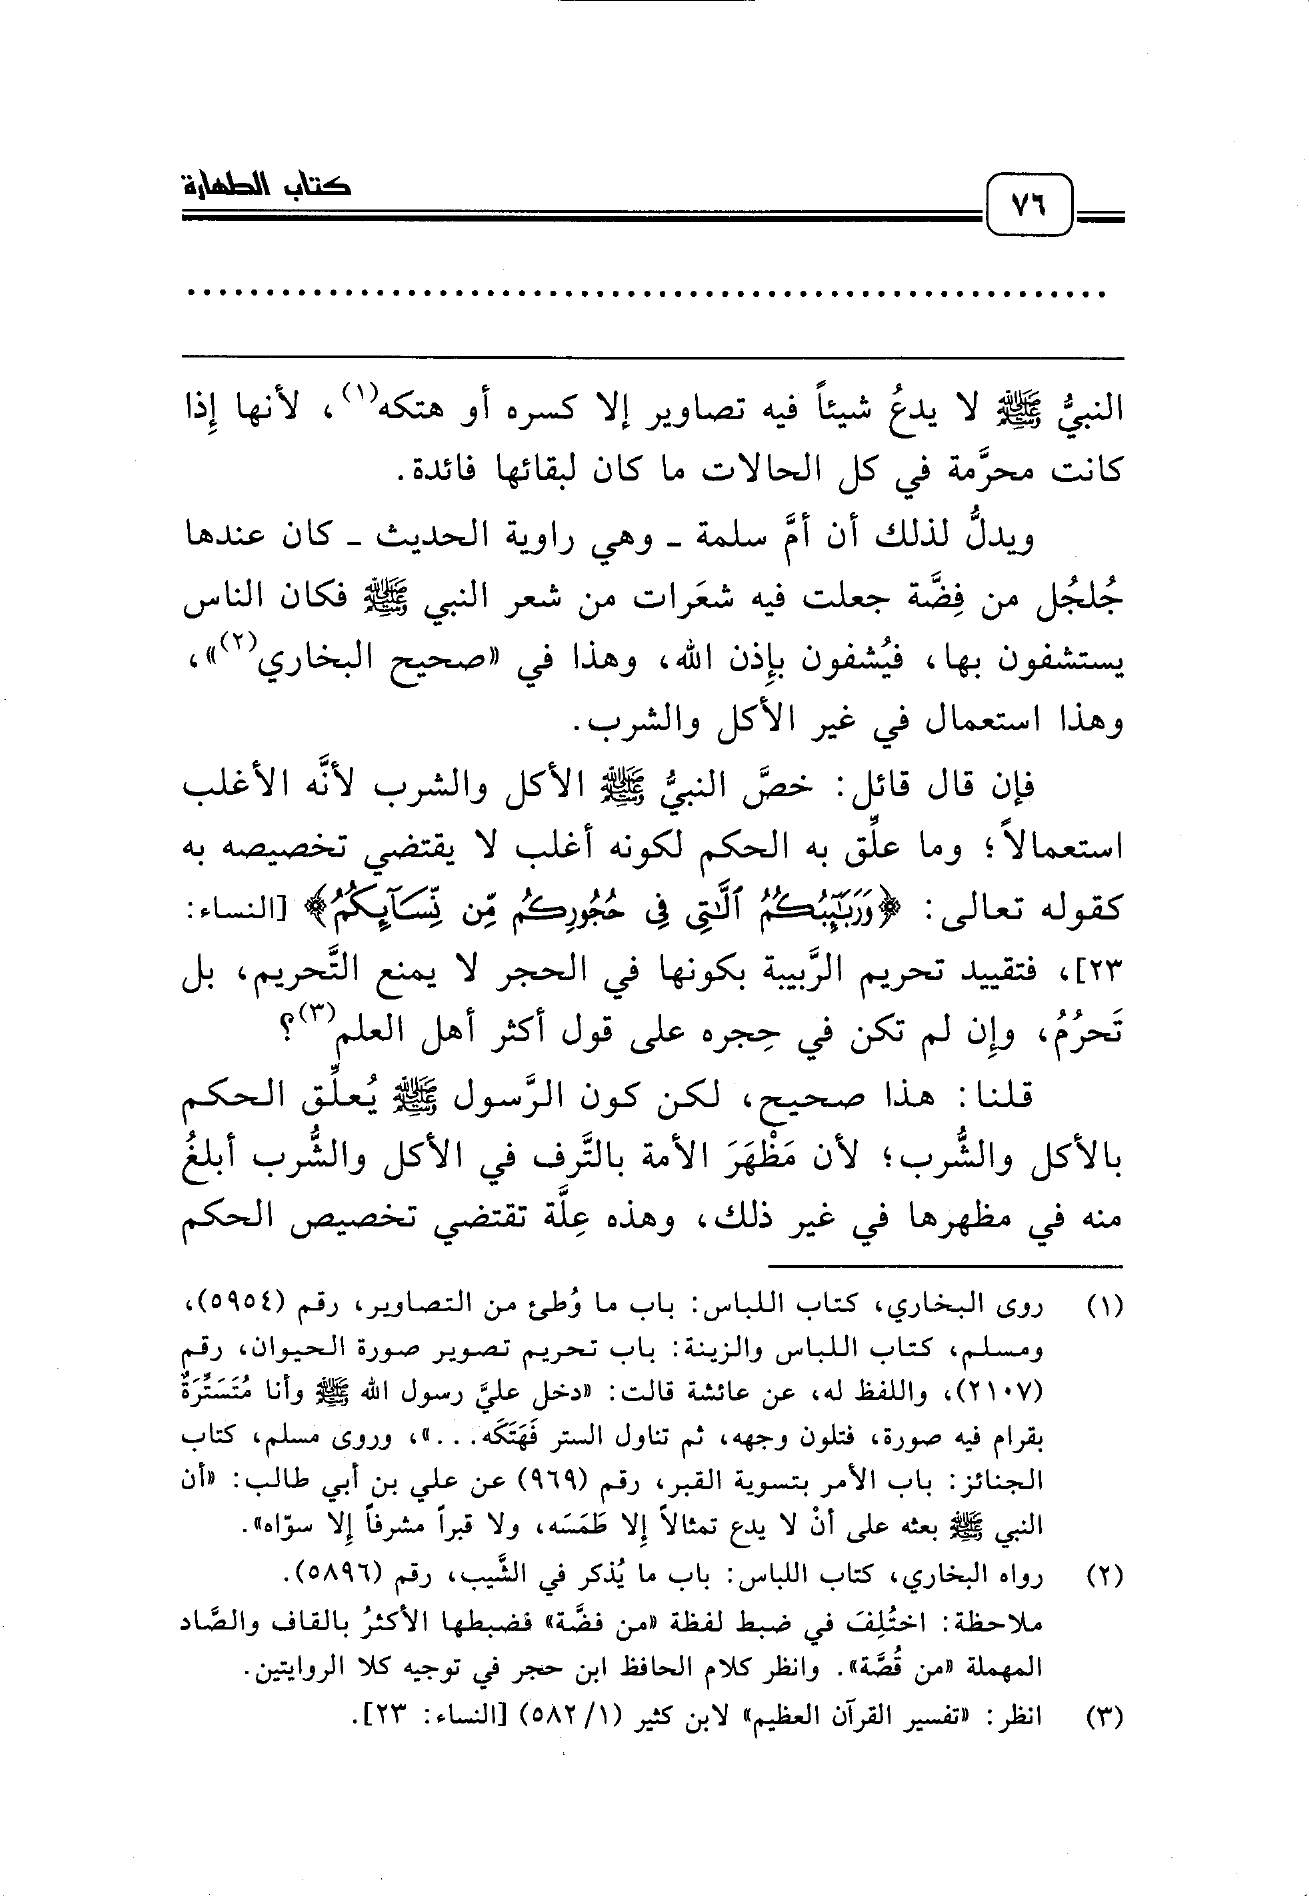 كتاب الطهارة
٧٦
النبيُّ ﷺ لا يدعُ شيئاً فيه تصاوير إلا كسره أو هتكه(١)، لأنها إِذا
كانت محرَّمة في كل الحالات ما كان لبقائها فائدة.
ويدلُّ لذلك أن أمَّ سلمة ـ وهي راوية الحديث ـ كان عندها
جُلجُل من فِضَّة جعلت فيه شعَرات من شعر النبي ﷺ فكان الناس
يستشفون بها، فيُشفون بإِذن الله، وهذا في «صحيح البخاري(٢)»،
وهذا استعمال في غير الأكل والشرب.
فإن قال قائل: خصَّ النبيُّ ﷺ الأكل والشرب لأنَّه الأغلب
استعمالاً؛ وما علِّق به الحكم لكونه أغلب لا يقتضي تخصيصه به
كقوله تعالى: ﴿وَرَبَٰٓئِبُكُمُ ٱلَّٰتِي فِي حُجُورِكُم مِّن نِّسَآئِكُمُ﴾ [النساء:
٢٣]، فتقييد تحريم الرَّبيبة بكونها في الحجر لا يمنع التَّحريم، بل
تَحرُمُ، وإِن لم تكن في حِجره على قول أكثر أهل العلم(٣)؟
قلنا: هذا صحيح، لكن كون الرَّسول ﷺ يُعلِّق الحكم
بالأكل والشُّرب؛ لأن مَظْهَرَ الأمة بالتَّرف في الأكل والشُّرب أبلغُ
منه في مظهرها في غير ذلك، وهذه عِلَّة تقتضي تخصيص الحكم
(١) روى البخاري، كتاب اللباس: باب ما وُطئ من التصاوير، رقم (٥٩٥٤)،
ومسلم، كتاب اللباس والزينة: باب تحريم تصوير صورة الحيوان، رقم
(٢١٠٧)، واللفظ له، عن عائشة قالت: «دخل عليَّ رسول الله ﷺ وأنا مُتَسَتِّرَةٌ
بقرام فيه صورة، فتلون وجهه، ثم تناول الستر فَهَتَكَه...»، وروى مسلم، كتاب
الجنائز: باب الأمر بتسوية القبر، رقم (٩٦٩) عن علي بن أبي طالب: «أن
النبي ﷺ بعثه على أنْ لا يدع تمثالاً إِلا طَمَسَه، ولا قبراً مشرفاً إِلا سوّاه».
(٢) رواه البخاري، كتاب اللباس: باب ما يُذكر في الشَّيب، رقم (٥٨٩٦).
ملاحظة: اختُلِفَ في ضبط لفظة «من فضَّة» فضبطها الأكثرُ بالقاف والصَّاد
المهملة «من قُصَّة». وانظر كلام الحافظ ابن حجر في توجيه كلا الروايتين.
(٣) انظر: «تفسير القرآن العظيم» لابن كثير (١/ ٥٨٢) [النساء: ٢٣].